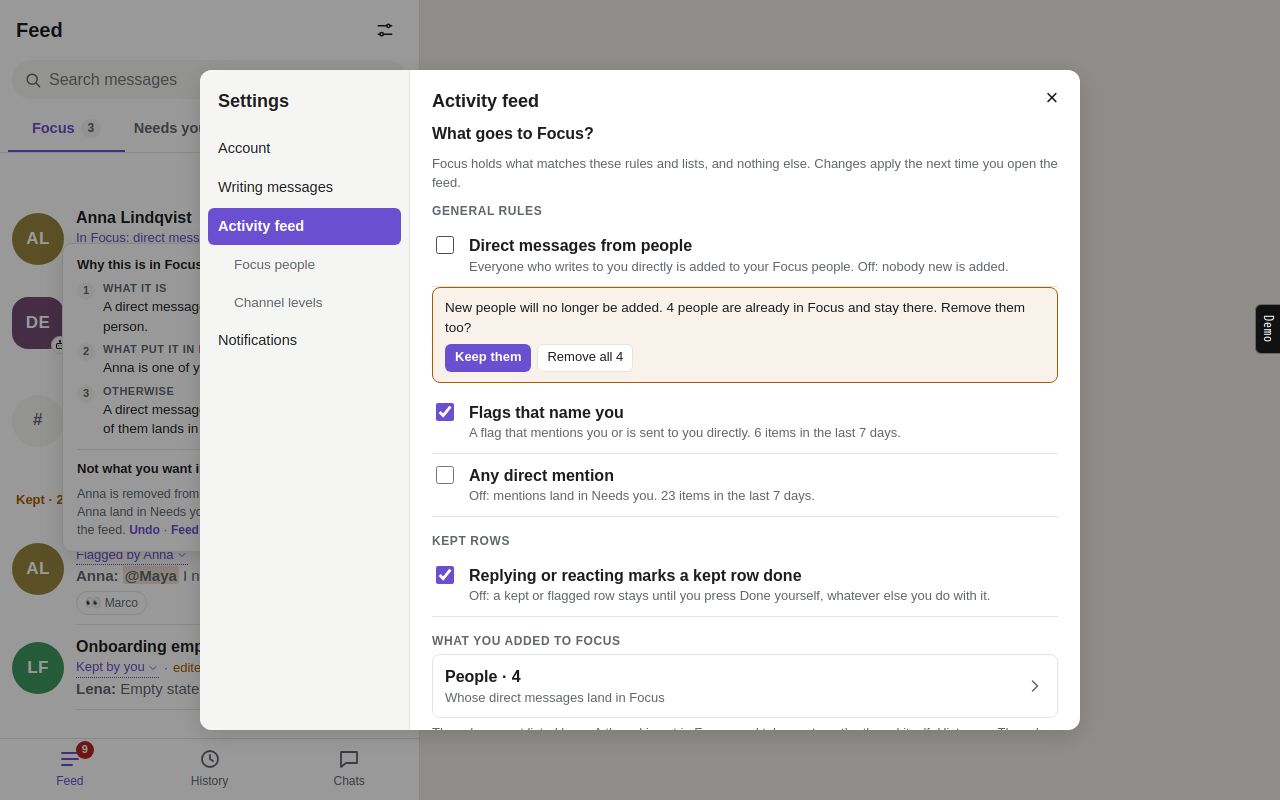 Feed
Search messages
Focus 3
Needs you
Anna Lindqvist
AL
In Focus: direct mess
Why this is in Focus
1 WHAT IT IS
A direct message
person.
2 WHAT PUT IT IN
Anna is one of y
3 OTHERWISE
A direct message
of them lands in
DE
#
Not what you want i
Anna is removed from
Anna land in Needs yo
the feed. Undo · Feed
Kept · 2
AL
Flagged by Anna
Anna: @Maya I n
👀 Marco
LF
Onboarding emp
Kept by you · edite
Lena: Empty state
9
Feed
History
Chats
Settings
Account
Writing messages
Activity feed
Focus people
Channel levels
Notifications
Activity feed
×
What goes to Focus?
Focus holds what matches these rules and lists, and nothing else. Changes apply the next time you open the
feed.
GENERAL RULES
Direct messages from people
Everyone who writes to you directly is added to your Focus people. Off: nobody new is added.
New people will no longer be added. 4 people are already in Focus and stay there. Remove them
too?
Keep them
Remove all 4
Flags that name you
A flag that mentions you or is sent to you directly. 6 items in the last 7 days.
Any direct mention
Off: mentions land in Needs you. 23 items in the last 7 days.
KEPT ROWS
Replying or reacting marks a kept row done
Off: a kept or flagged row stays until you press Done yourself, whatever else you do with it.
WHAT YOU ADDED TO FOCUS
People · 4
Whose direct messages land in Focus
Demo